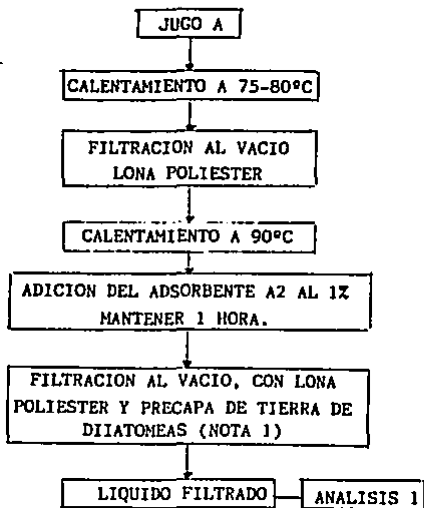 JUGO A
CALENTAMIENTO A 75-80ºC
FILTRACION AL VACIO
LONA POLIESTER
CALENTAMIENTO A 90ºC
ADICION DEL ADSORBENTE A2 AL 1%
MANTENER 1 HORA.
FILTRACION AL VACIO, CON LONA
POLIESTER Y PRECAPA DE TIERRA DE
DIIATOMEAS (NOTA 1)
LIQUIDO FILTRADO
ANALISIS 1